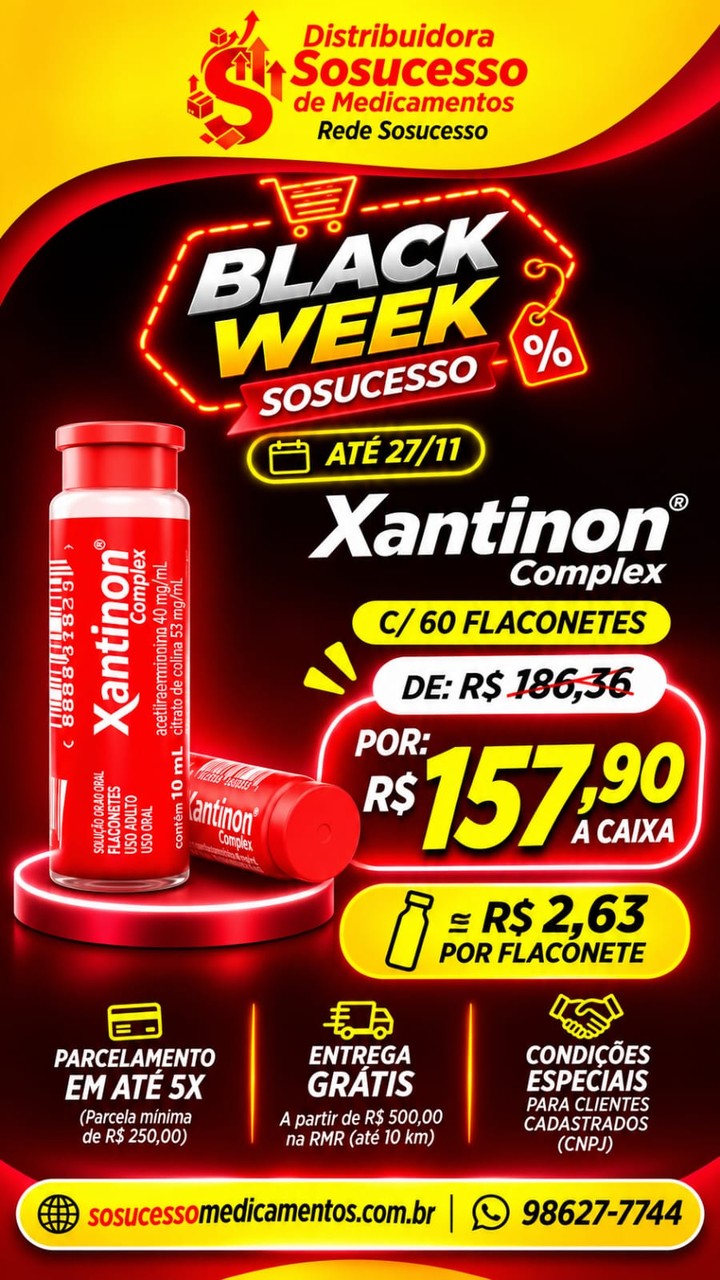 Distribuidora
Sosucesso
de Medicamentos
Rede Sosucesso
BLACK
WEEK
SOSUCESSO
%
ATÉ 27/11
Xantinon®
Complex
C/ 60 FLACONETES
DE: R$ 186,36
POR:
R$ 157,90
A CAIXA
≅ R$ 2,63
POR FLACONETE
Xantinon®
Complex
citrato de colina 53 mg/mL
FLACONETES
USO ADULTO
USO ORAL
contém 10 mL
Xantinon®
Complex
PARCELAMENTO
EM ATÉ 5X
(Parcela mínima
de R$ 250,00)
ENTREGA
GRÁTIS
A partir de R$ 500,00
na RMR (até 10 km)
CONDIÇÕES
ESPECIAIS
PARA CLIENTES
CADASTRADOS
(CNPJ)
sosucessomedicamentos.com.br | 98627-7744